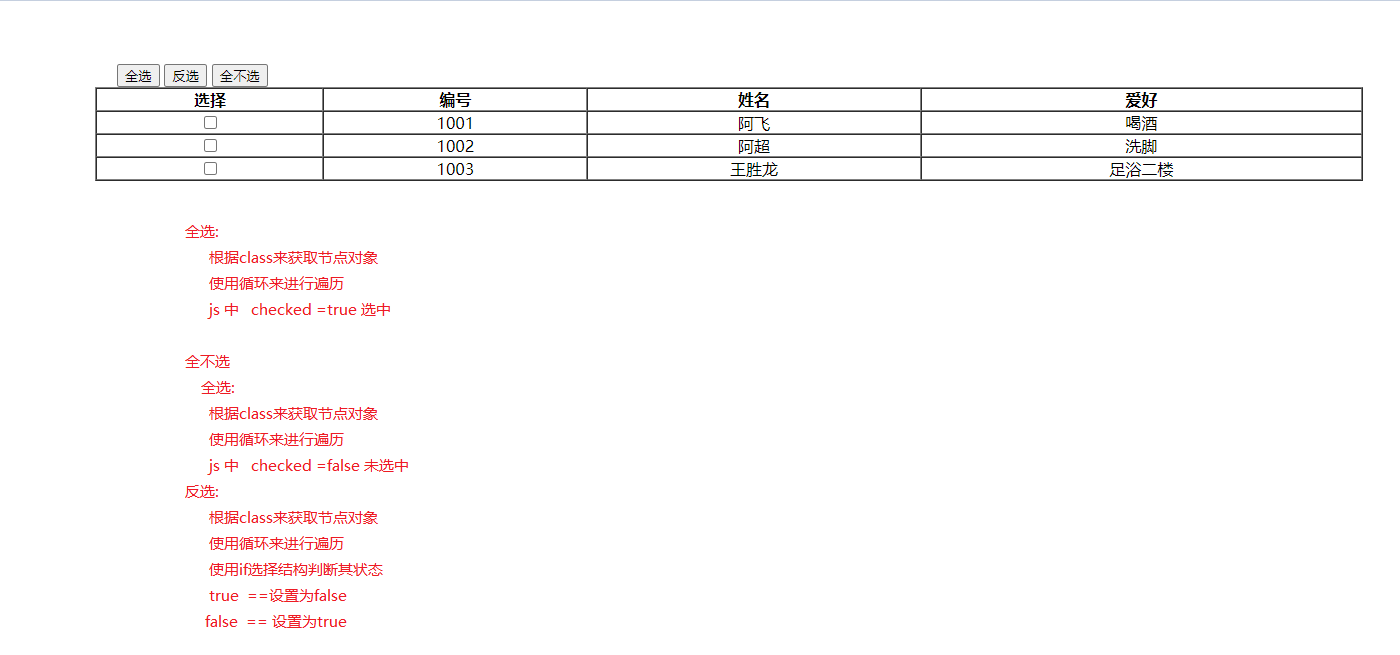 全选 反选 全不选
选择 编号 姓名 爱好
1001 阿飞 喝酒
1002 阿超 洗脚
1003 王胜龙 足浴二楼
全选:
根据class来获取节点对象
使用循环来进行遍历
js 中 checked =true 选中
全不选
全选:
根据class来获取节点对象
使用循环来进行遍历
js 中 checked =false 未选中
反选:
根据class来获取节点对象
使用循环来进行遍历
使用if选择结构判断其状态
true ==设置为false
false == 设置为true